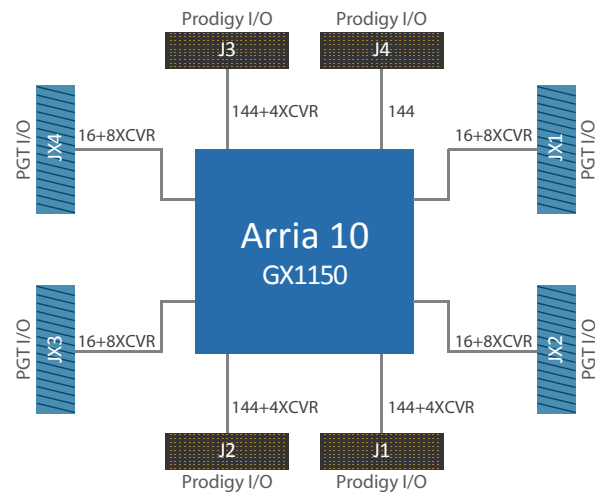 Prodigy I/O
Prodigy I/O
J3
J4
144+4XCVR
144
PGT I/O
JX4
16+8XCVR
16+8XCVR
JX1
PGT I/O
Arria 10
GX1150
PGT I/O
JX3
16+8XCVR
16+8XCVR
JX2
PGT I/O
144+4XCVR
144+4XCVR
J2
J1
Prodigy I/O
Prodigy I/O